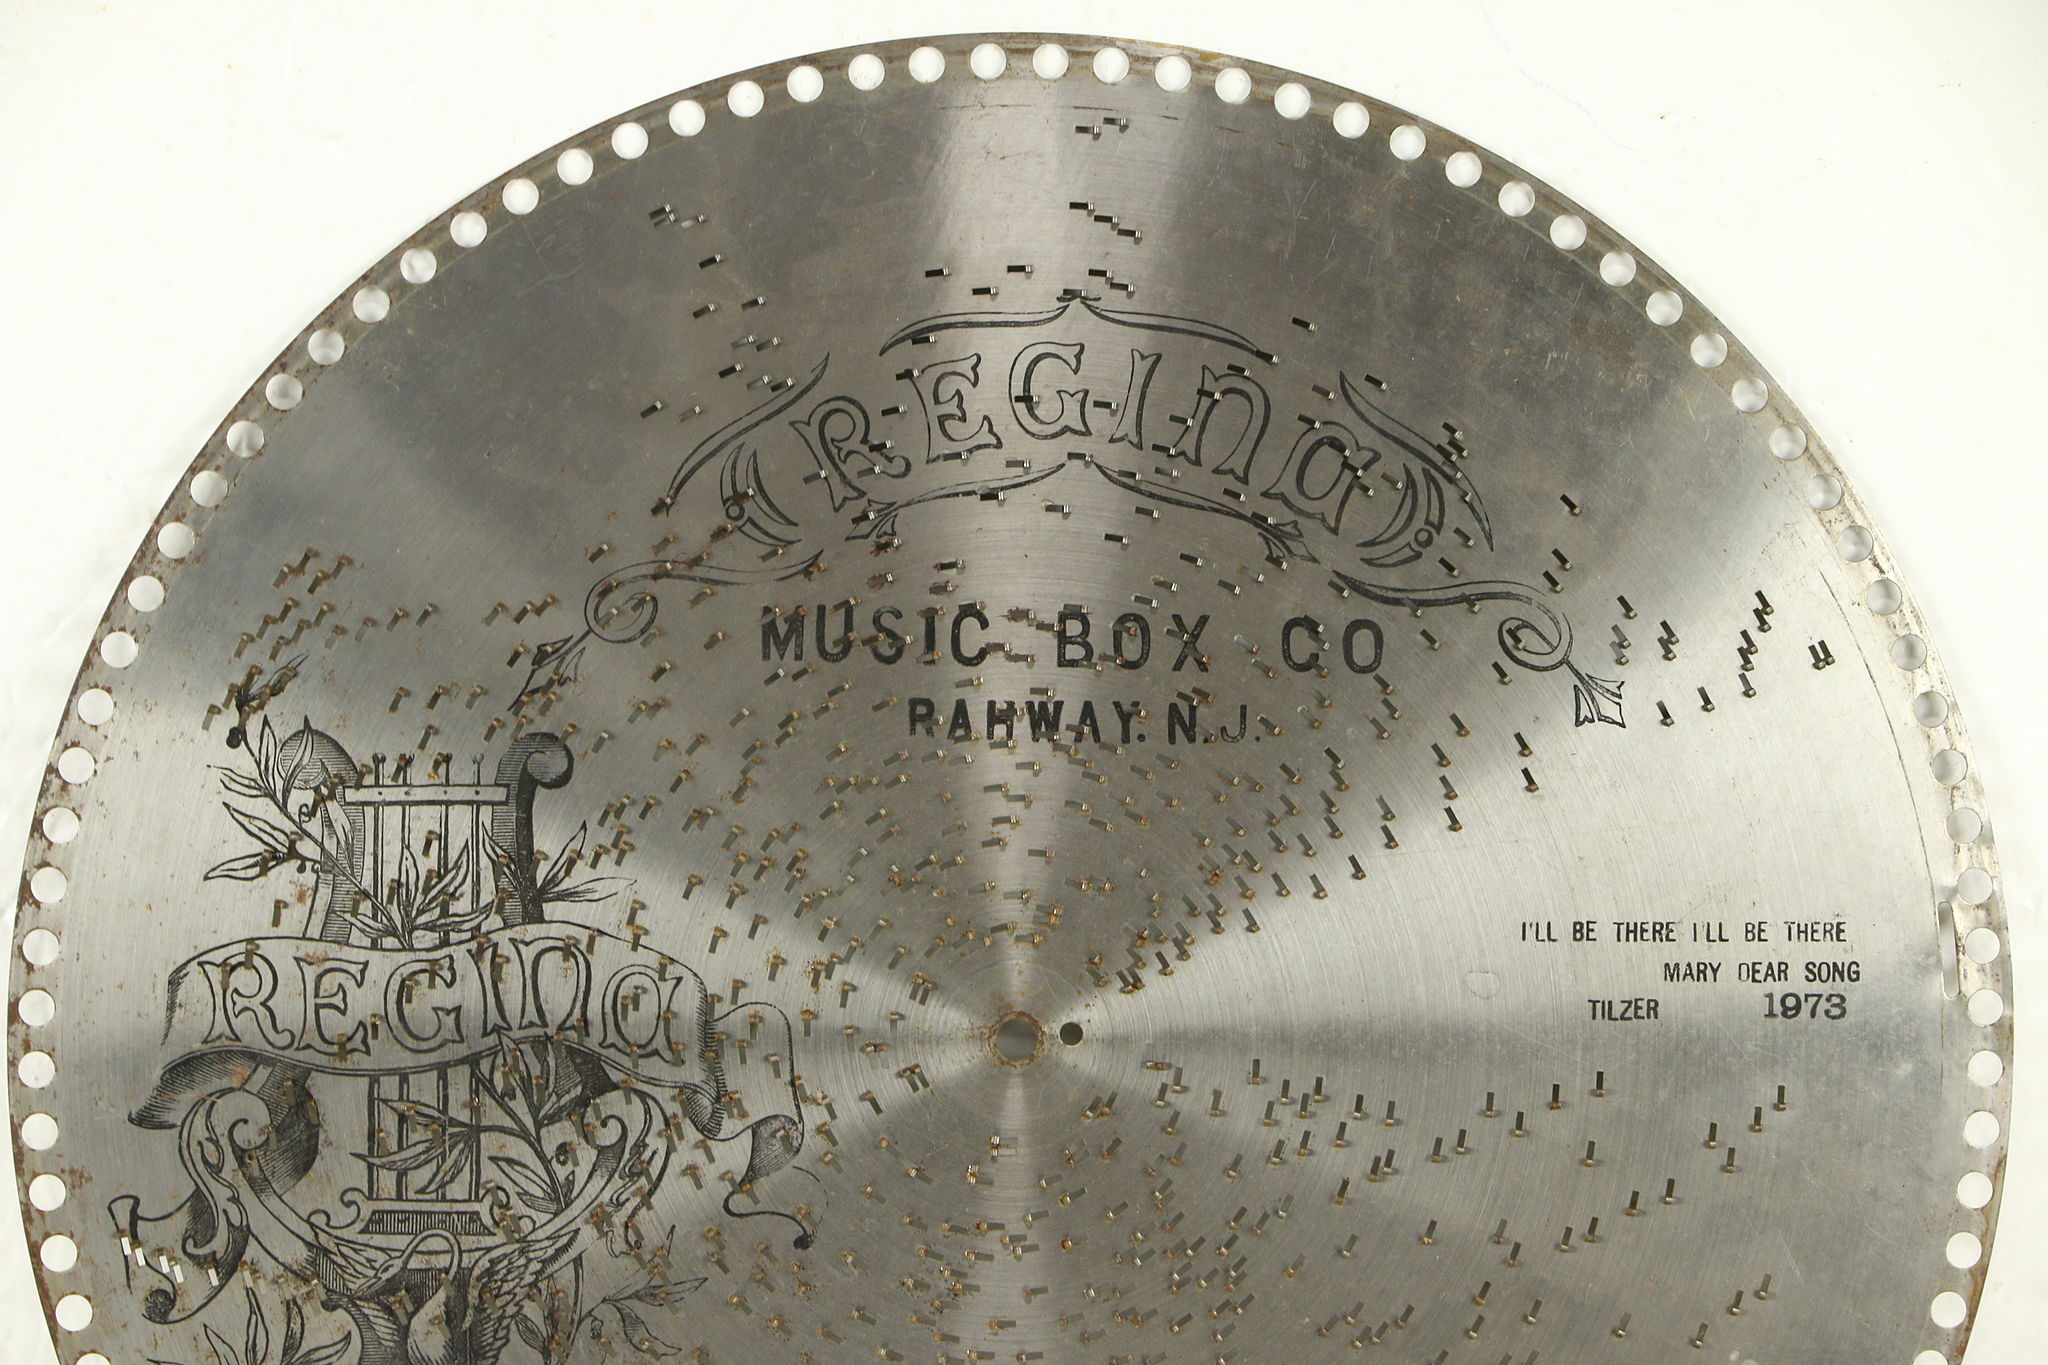 REGINA
MUSIC BOX CO
RAHWAY. N.J.
REGINA
I'LL BE THERE I'LL BE THERE
MARY DEAR SONG
TILZER 1973